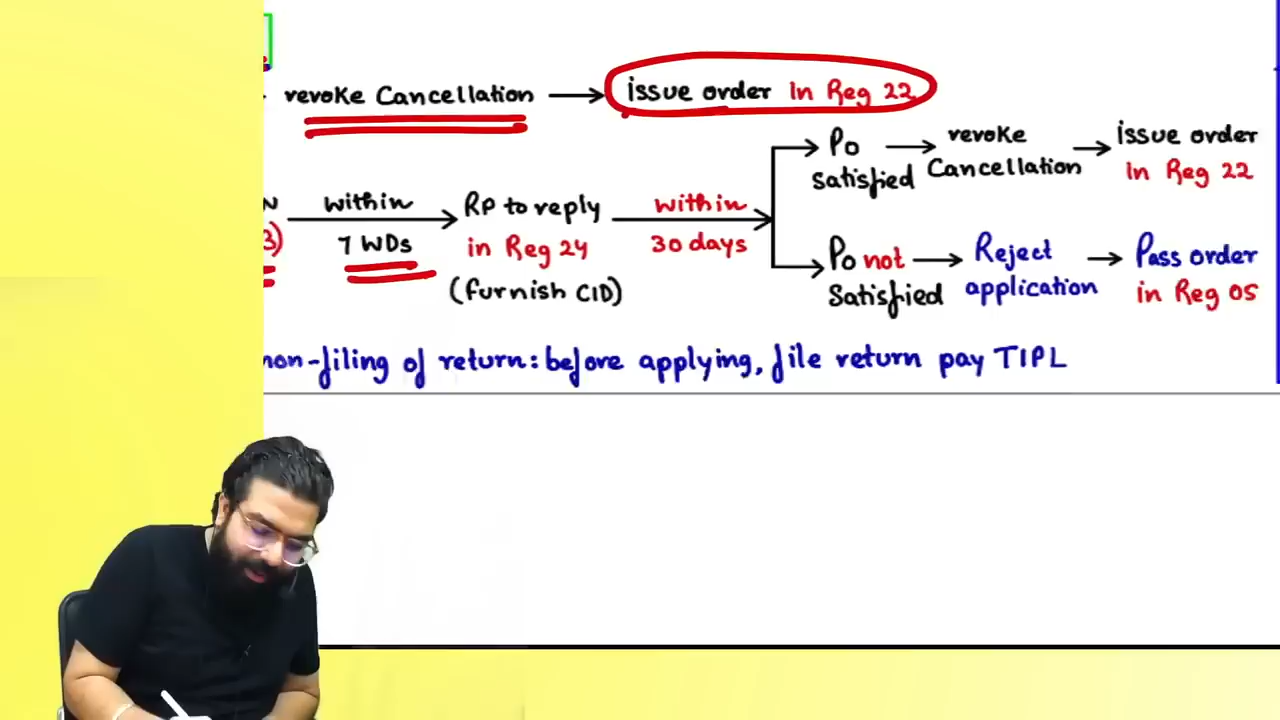 revoke Cancellation → issue order in Reg 22
Po satisfied → revoke Cancellation → issue order in Reg 22
N
3) → within 7 WDs → RP to reply in Reg 24 (furnish CID) → within 30 days
Po not Satisfied → Reject application → Pass order in Reg 05
non-filing of return: before applying, file return pay TIPL